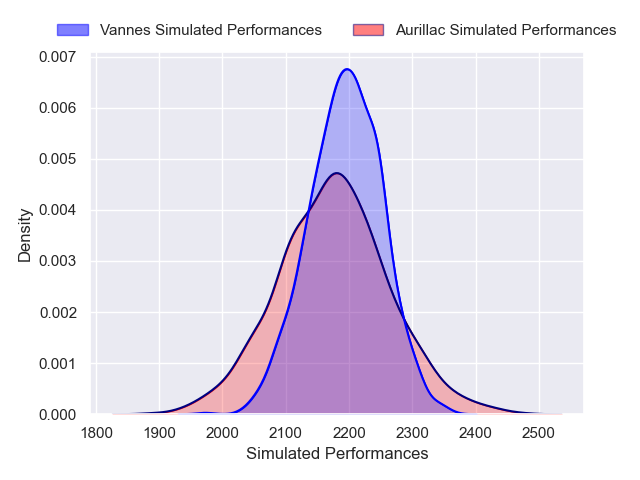 Vannes Simulated Performances
Aurillac Simulated Performances
0.007
0.006
0.005
0.004
0.003
0.002
0.001
0.000
Density
1800 1900 2000 2100 2200 2300 2400 2500
Simulated Performances